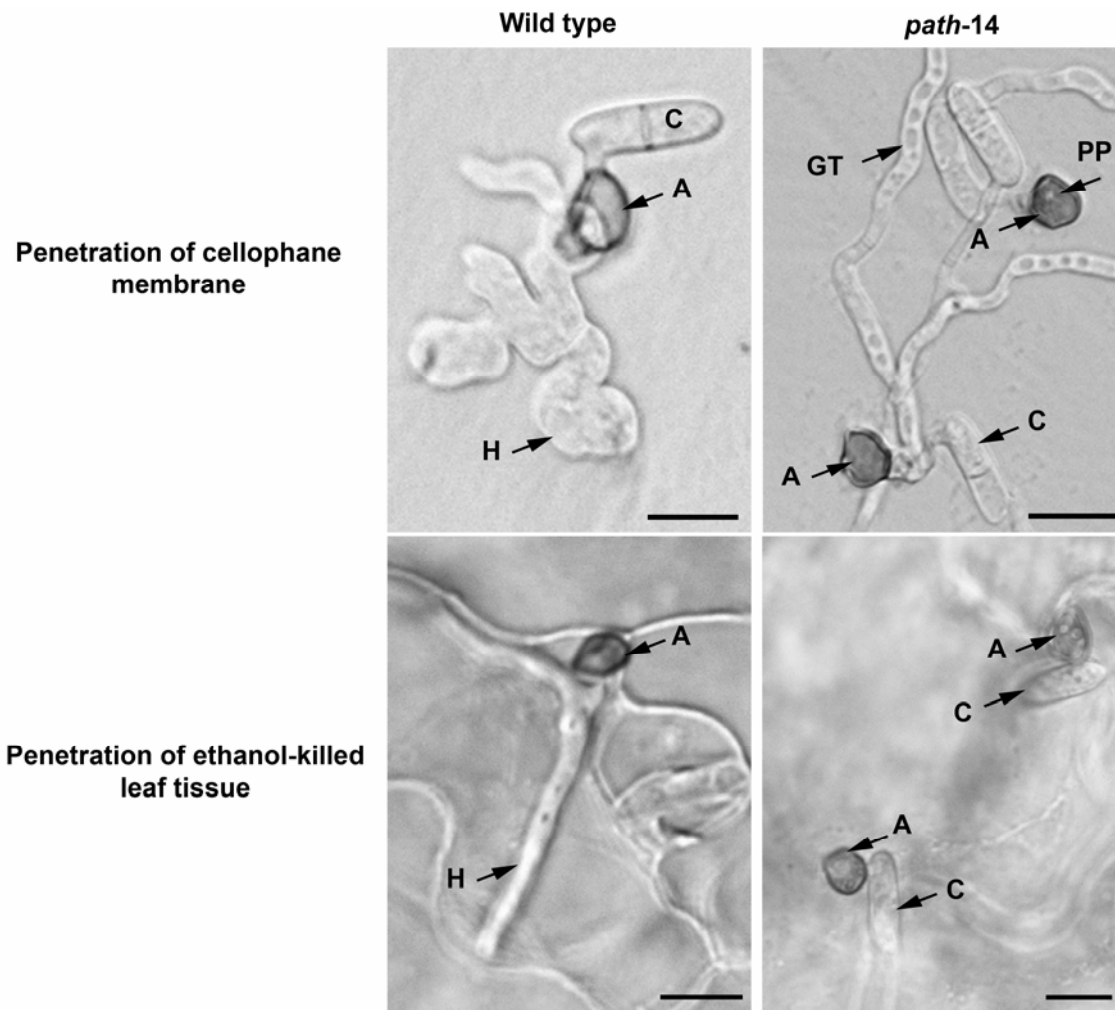 Wild type
path-14
Penetration of cellophane
membrane
C
A
H
GT
PP
A
C
A
Penetration of ethanol-killed
leaf tissue
A
H
A
C
A
C